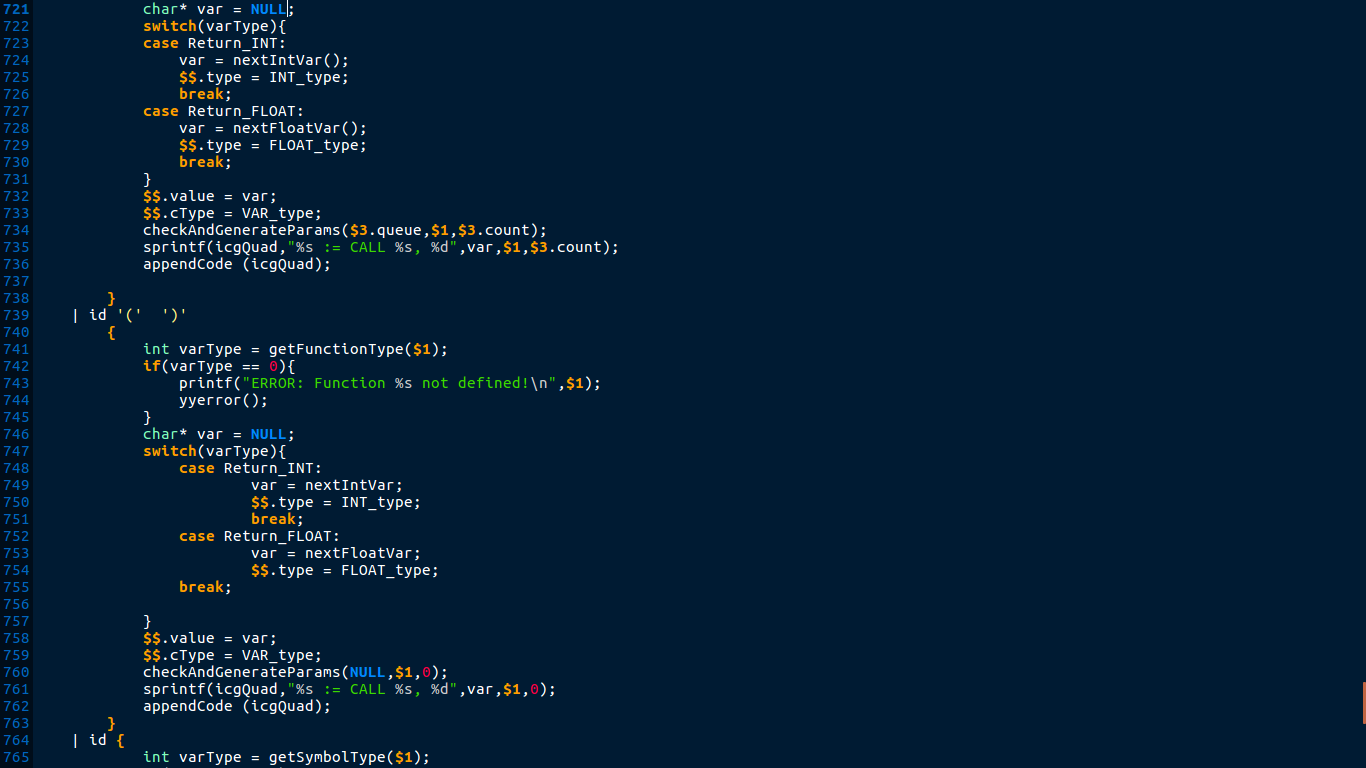 721 char* var = NULL;
722 switch(varType){
723 case Return_INT:
724 var = nextIntVar();
725 $$.type = INT_type;
726 break;
727 case Return_FLOAT:
728 var = nextFloatVar();
729 $$.type = FLOAT_type;
730 break;
731 }
732 $$.value = var;
733 $$.cType = VAR_type;
734 checkAndGenerateParams($3.queue,$1,$3.count);
735 sprintf(icgQuad,"%s := CALL %s, %d",var,$1,$3.count);
736 appendCode (icgQuad);
737
738 }
739 | id '(' ')'
740 {
741 int varType = getFunctionType($1);
742 if(varType == 0){
743 printf("ERROR: Function %s not defined!\n",$1);
744 yyerror();
745 }
746 char* var = NULL;
747 switch(varType){
748 case Return_INT:
749 var = nextIntVar;
750 $$.type = INT_type;
751 break;
752 case Return_FLOAT:
753 var = nextFloatVar;
754 $$.type = FLOAT_type;
755 break;
756
757 }
758 $$.value = var;
759 $$.cType = VAR_type;
760 checkAndGenerateParams(NULL,$1,0);
761 sprintf(icgQuad,"%s := CALL %s, %d",var,$1,0);
762 appendCode (icgQuad);
763 }
764 | id {
765 int varType = getSymbolType($1);